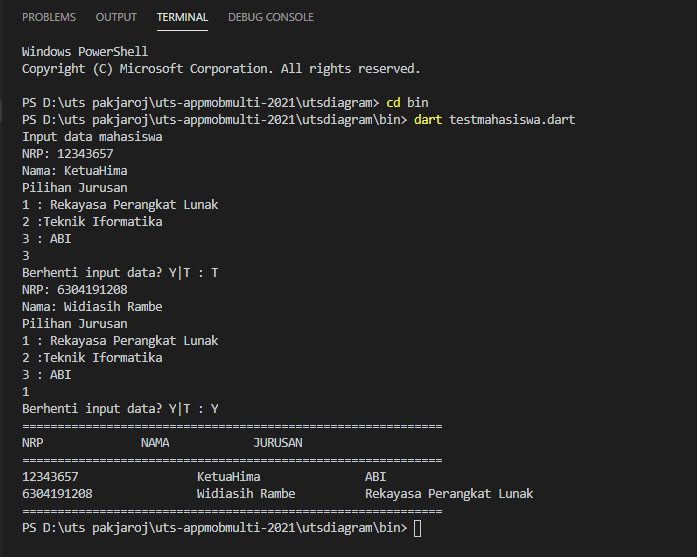 PROBLEMS OUTPUT TERMINAL DEBUG CONSOLE
Windows PowerShell
Copyright (C) Microsoft Corporation. All rights reserved.
PS D:\uts pakjaroj\uts-appmobmulti-2021\utsdiagram> cd bin
PS D:\uts pakjaroj\uts-appmobmulti-2021\utsdiagram\bin> dart testmahasiswa.dart
Input data mahasiswa
NRP: 12343657
Nama: KetuaHima
Pilihan Jurusan
1 : Rekayasa Perangkat Lunak
2 :Teknik Iformatika
3 : ABI
3
Berhenti input data? Y|T : T
NRP: 6304191208
Nama: Widiasih Rambe
Pilihan Jurusan
1 : Rekayasa Perangkat Lunak
2 :Teknik Iformatika
3 : ABI
1
Berhenti input data? Y|T : Y
============================================================
NRP NAMA JURUSAN
============================================================
12343657 KetuaHima ABI
6304191208 Widiasih Rambe Rekayasa Perangkat Lunak
============================================================
PS D:\uts pakjaroj\uts-appmobmulti-2021\utsdiagram\bin>